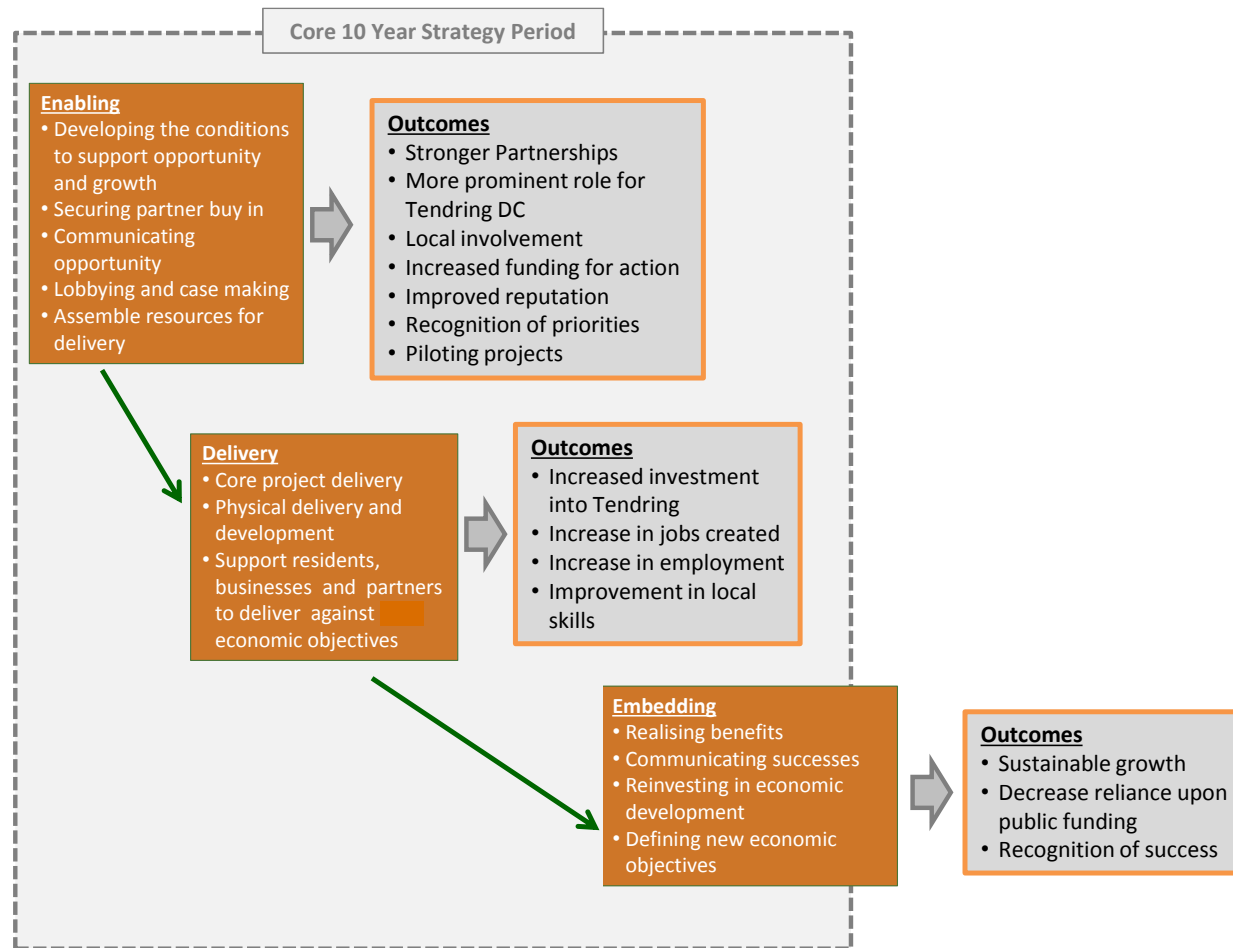 Core 10 Year Strategy Period
Enabling
• Developing the conditions
to support opportunity
and growth
• Securing partner buy in
• Communicating
opportunity
• Lobbying and case making
• Assemble resources for
delivery
Outcomes
• Stronger Partnerships
• More prominent role for
Tendring DC
• Local involvement
• Increased funding for action
• Improved reputation
• Recognition of priorities
• Piloting projects
Delivery
• Core project delivery
• Physical delivery and
development
• Support residents,
businesses and partners
to deliver against
economic objectives
Outcomes
• Increased investment
into Tendring
• Increase in jobs created
• Increase in employment
• Improvement in local
skills
Embedding
• Realising benefits
• Communicating successes
• Reinvesting in economic
development
• Defining new economic
objectives
Outcomes
• Sustainable growth
• Decrease reliance upon
public funding
• Recognition of success